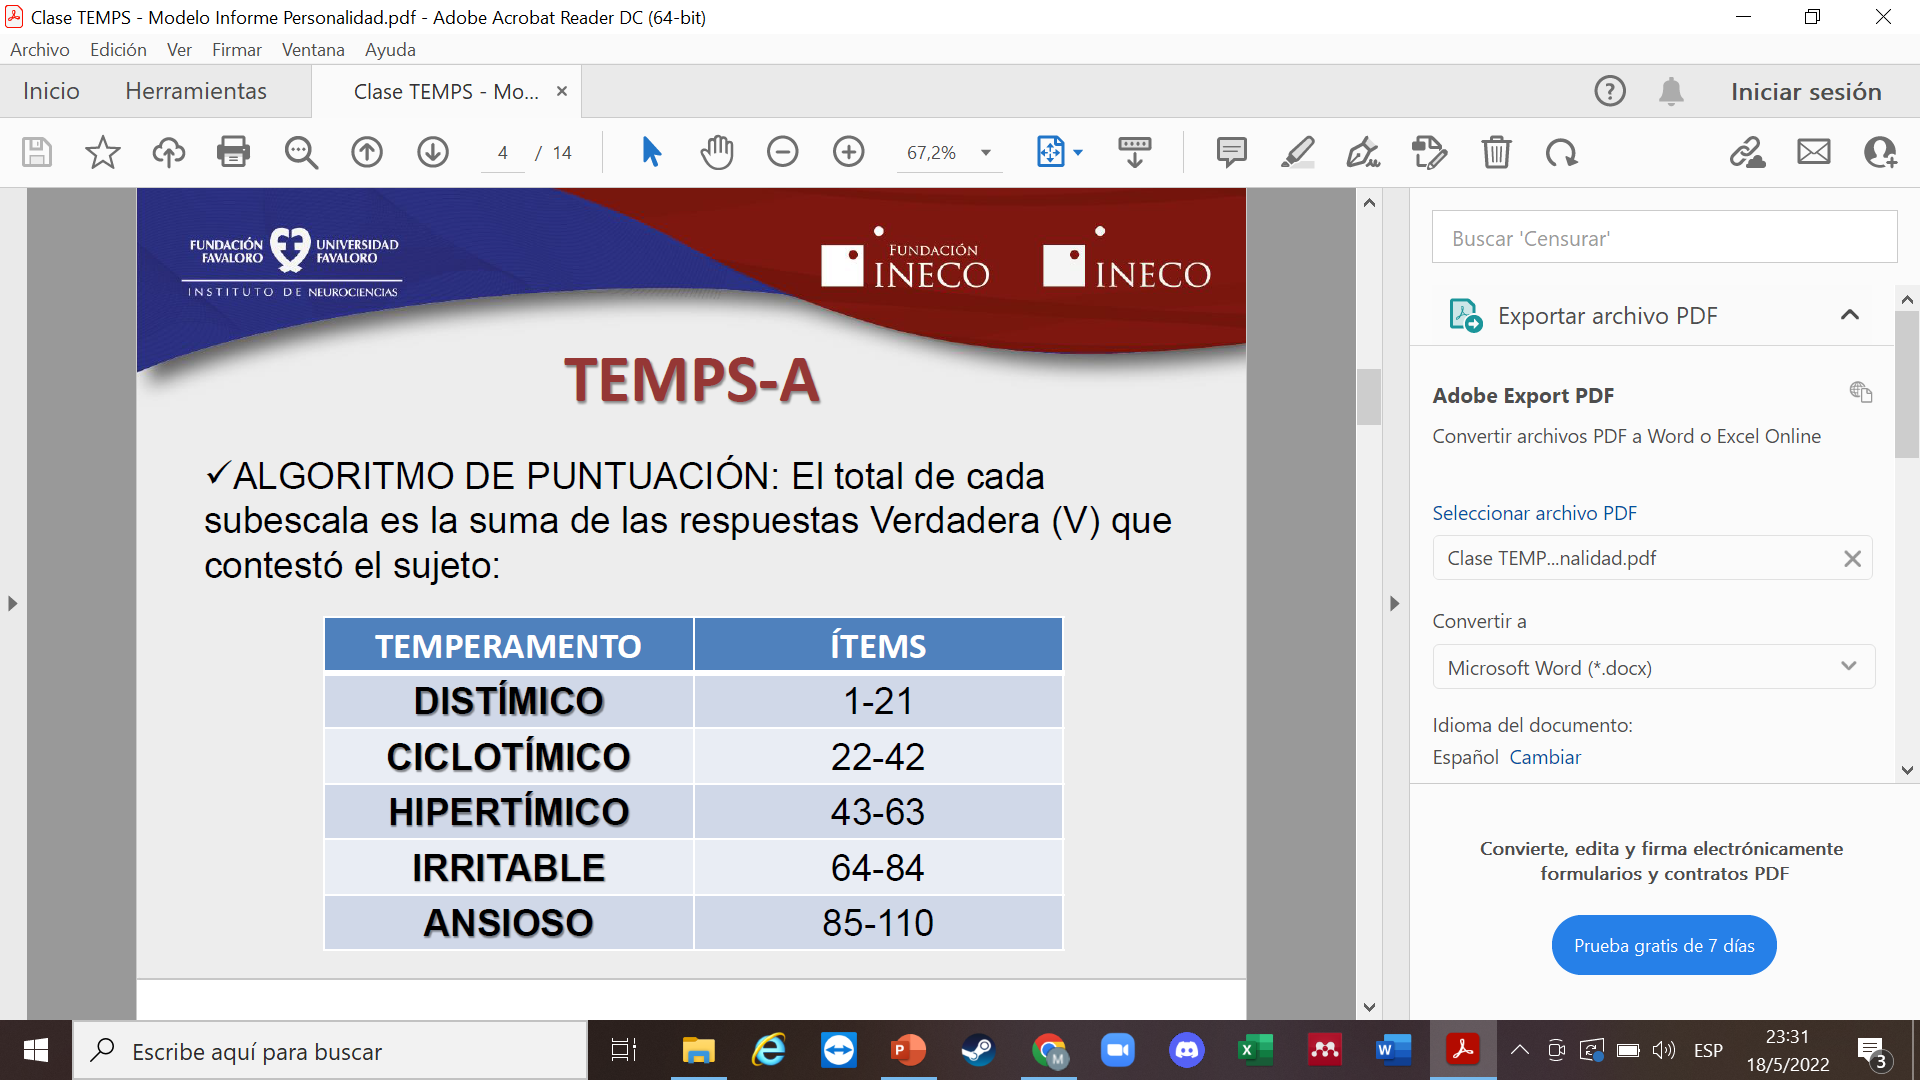 Clase TEMPS - Modelo Informe Personalidad.pdf - Adobe Acrobat Reader DC (64-bit)
Archivo Edición Ver Firmar Ventana Ayuda
Inicio Herramientas Clase TEMPS - Mo... × Iniciar sesión
4 / 14 67,2%
FUNDACIÓN FAVALORO UNIVERSIDAD FAVALORO
INSTITUTO DE NEUROCIENCIAS
FUNDACIÓN INECO
INECO
TEMPS-A
✓ALGORITMO DE PUNTUACIÓN: El total de cada
subescala es la suma de las respuestas Verdadera (V) que
contestó el sujeto:
TEMPERAMENTO ÍTEMS
DISTÍMICO 1-21
CICLOTÍMICO 22-42
HIPERTÍMICO 43-63
IRRITABLE 64-84
ANSIOSO 85-110
Buscar 'Censurar'
Exportar archivo PDF
Adobe Export PDF
Convertir archivos PDF a Word o Excel Online
Seleccionar archivo PDF
Clase TEMP...nalidad.pdf
Convertir a
Microsoft Word (*.docx)
Idioma del documento:
Español Cambiar
Convierte, edita y firma electrónicamente
formularios y contratos PDF
Prueba gratis de 7 días
Escribe aquí para buscar
ESP
23:31
18/5/2022
3